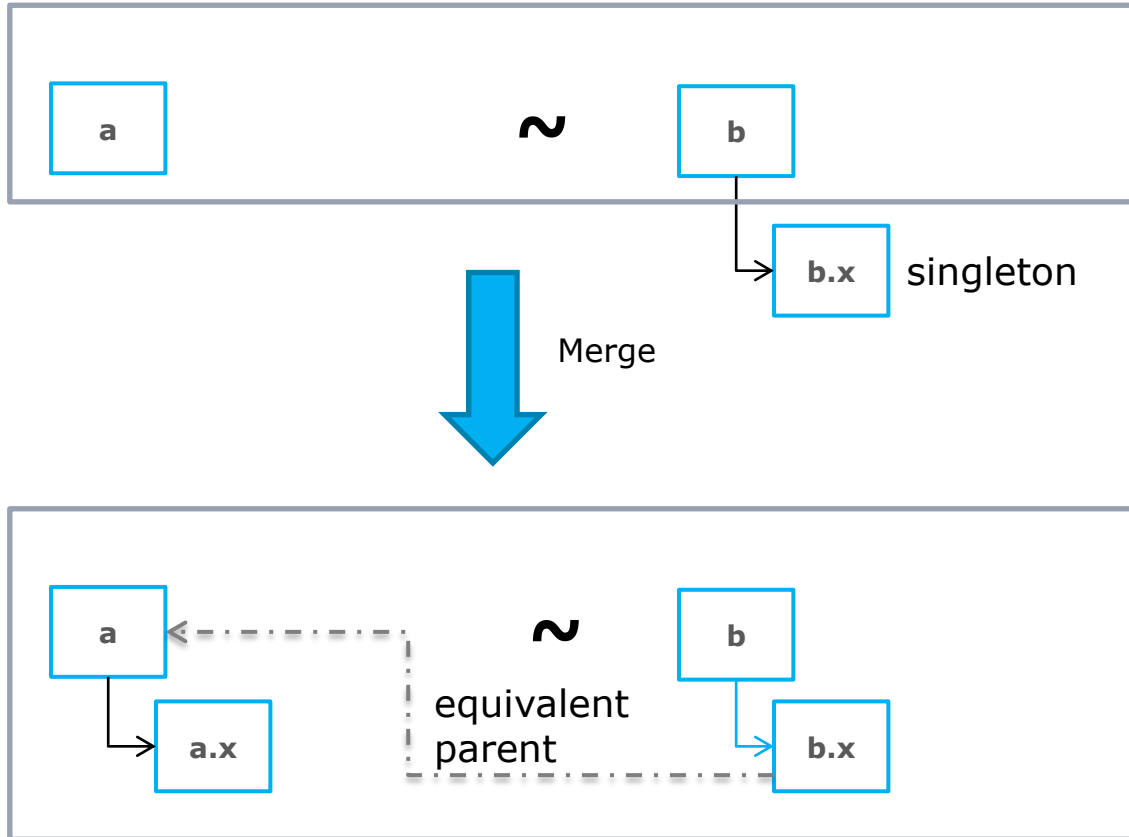 a
~
b
b.x
singleton
Merge
a
~
b
equivalent
parent
a.x
b.x